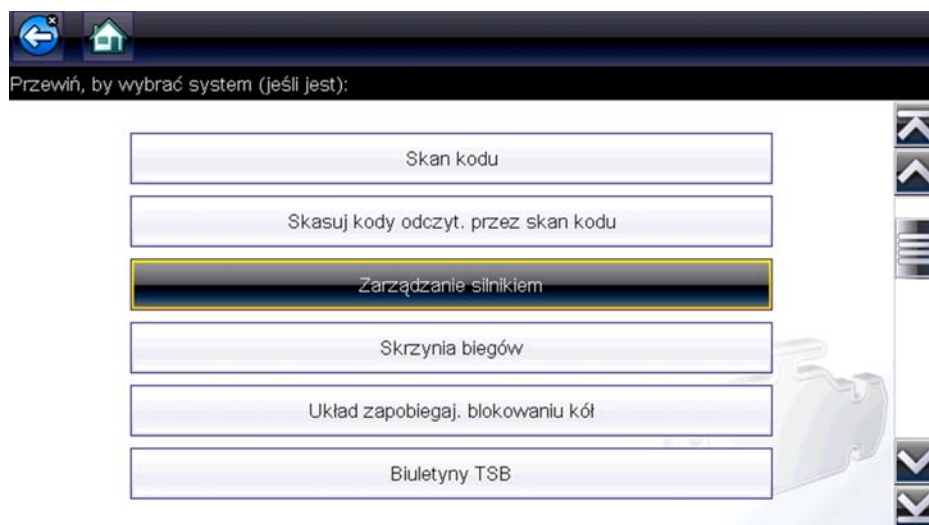 Przewiń, by wybrać system (jeśli jest):
Skan kodu
Skasuj kody odczyt. przez skan kodu
Zarządzanie silnikiem
Skrzynia biegów
Układ zapobiegaj. blokowaniu kół
Biuletyny TSB